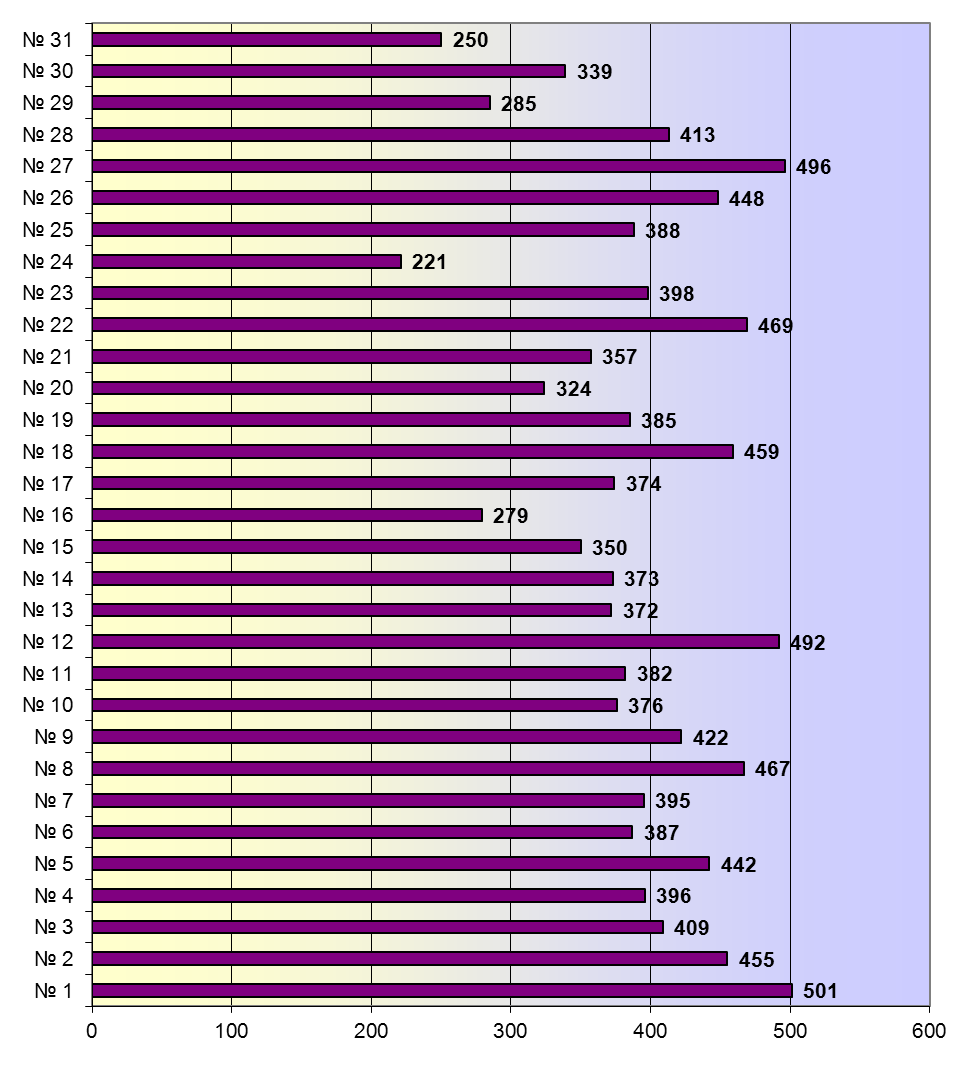 № 31 250
№ 30 339
№ 29 285
№ 28 413
№ 27 496
№ 26 448
№ 25 388
№ 24 221
№ 23 398
№ 22 469
№ 21 357
№ 20 324
№ 19 385
№ 18 459
№ 17 374
№ 16 279
№ 15 350
№ 14 373
№ 13 372
№ 12 492
№ 11 382
№ 10 376
№ 9 422
№ 8 467
№ 7 395
№ 6 387
№ 5 442
№ 4 396
№ 3 409
№ 2 455
№ 1 501
0 100 200 300 400 500 600